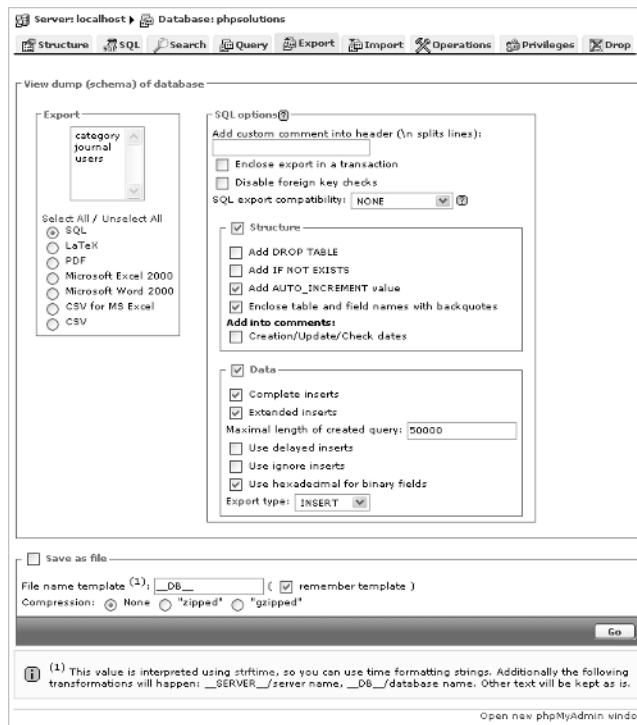 Server: localhost ▸ Database: phpsolutions
Structure SQL Search Query Export Import Operations Privileges Drop
View dump (schema) of database
Export
category
journal
users
Select All / Unselect All
SQL
LaTeX
PDF
Microsoft Excel 2000
Microsoft Word 2000
CSV for MS Excel
CSV
SQL options
Add custom comment into header (\n splits lines):
Enclose export in a transaction
Disable foreign key checks
SQL export compatibility: NONE
Structure
Add DROP TABLE
Add IF NOT EXISTS
Add AUTO_INCREMENT value
Enclose table and field names with backquotes
Add into comments:
Creation/Update/Check dates
Data
Complete inserts
Extended inserts
Maximal length of created query: 50000
Use delayed inserts
Use ignore inserts
Use hexadecimal for binary fields
Export type: INSERT
Save as file
File name template (1): __DB__ ( remember template )
Compression: None "zipped" "gzipped"
Go
(1) This value is interpreted using strftime, so you can use time formatting strings. Additionally the following
transformations will happen: __SERVER__/server name, __DB__/database name. Other text will be kept as is.
Open new phpMyAdmin windo